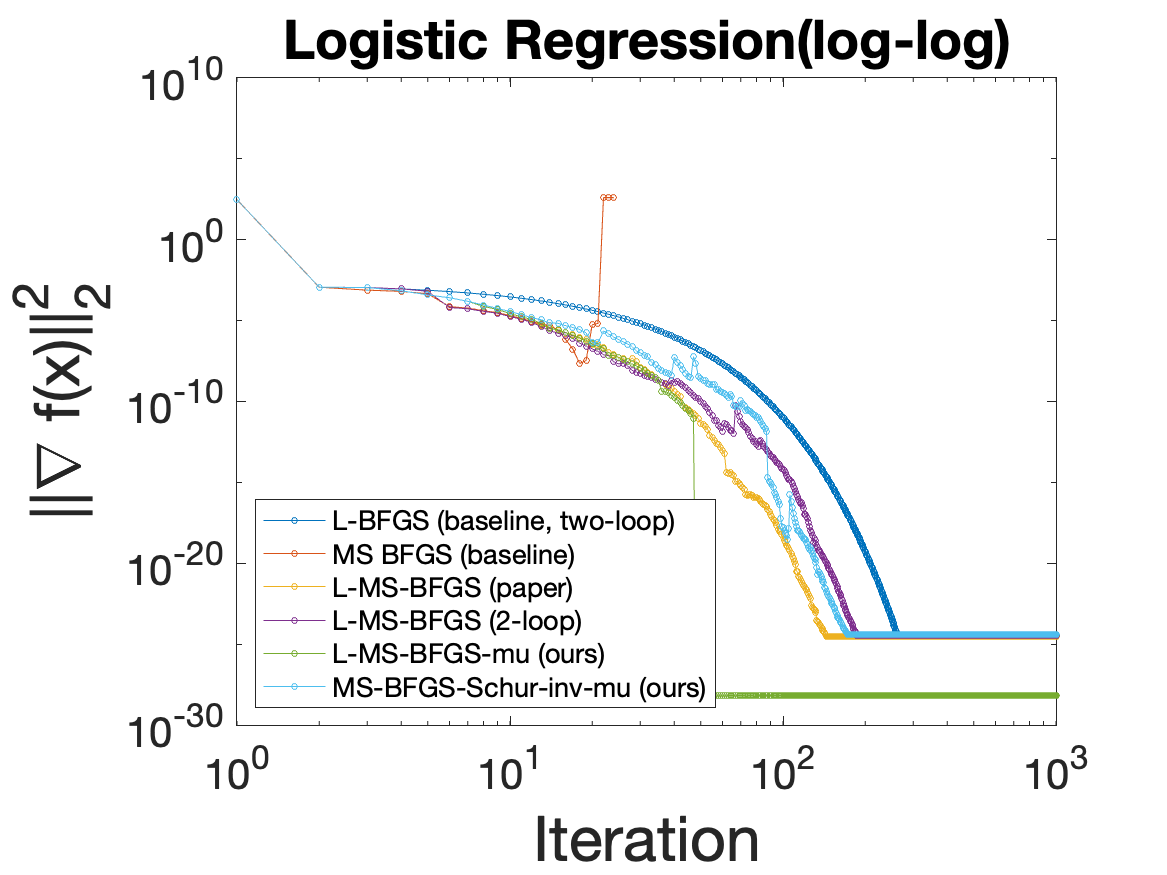 Logistic Regression(log-log)
10^10
10^0
10^-10
10^-20
10^-30
||∇ f(x)||_2^2
L-BFGS (baseline, two-loop)
MS BFGS (baseline)
L-MS-BFGS (paper)
L-MS-BFGS (2-loop)
L-MS-BFGS-mu (ours)
MS-BFGS-Schur-inv-mu (ours)
10^0 10^1 10^2 10^3
Iteration